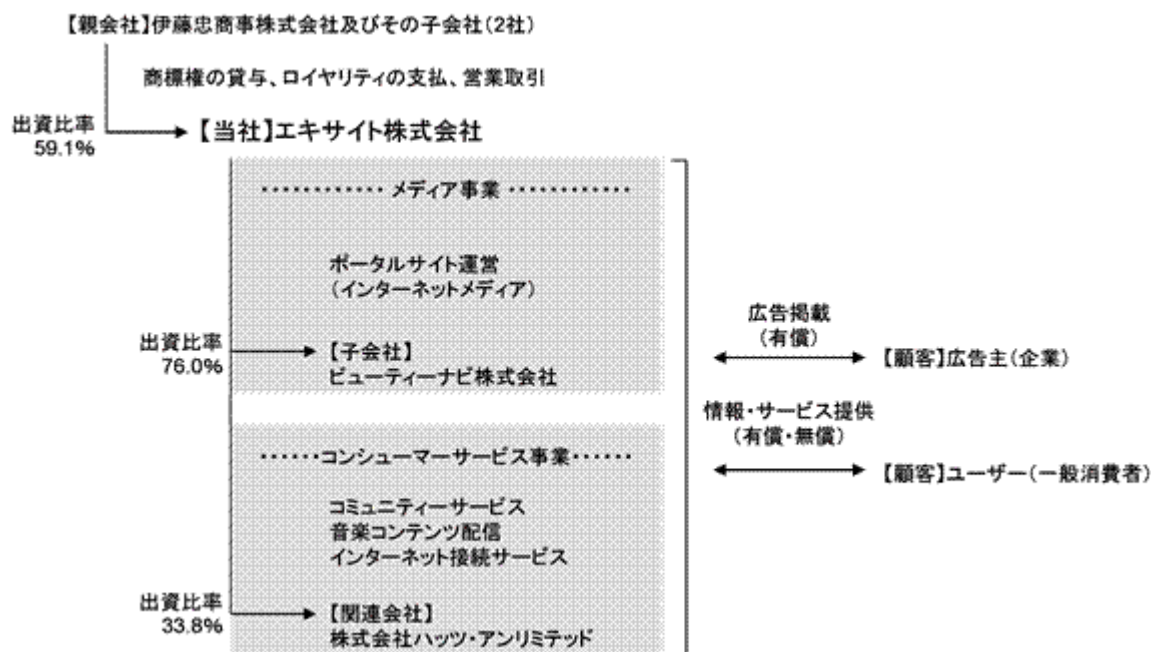 【親会社】伊藤忠商事株式会社及びその子会社(2社)
商標権の貸与、ロイヤリティの支払、営業取引
出資比率
59.1%
【当社】エキサイト株式会社
············ メディア事業 ············
ポータルサイト運営
(インターネットメディア)
出資比率
76.0%
【子会社】
ビューティーナビ株式会社
広告掲載
(有償)
【顧客】広告主(企業)
情報・サービス提供
(有償・無償)
【顧客】ユーザー(一般消費者)
······コンシューマーサービス事業······
コミュニティーサービス
音楽コンテンツ配信
インターネット接続サービス
出資比率
33.8%
【関連会社】
株式会社ハッツ・アンリミテッド